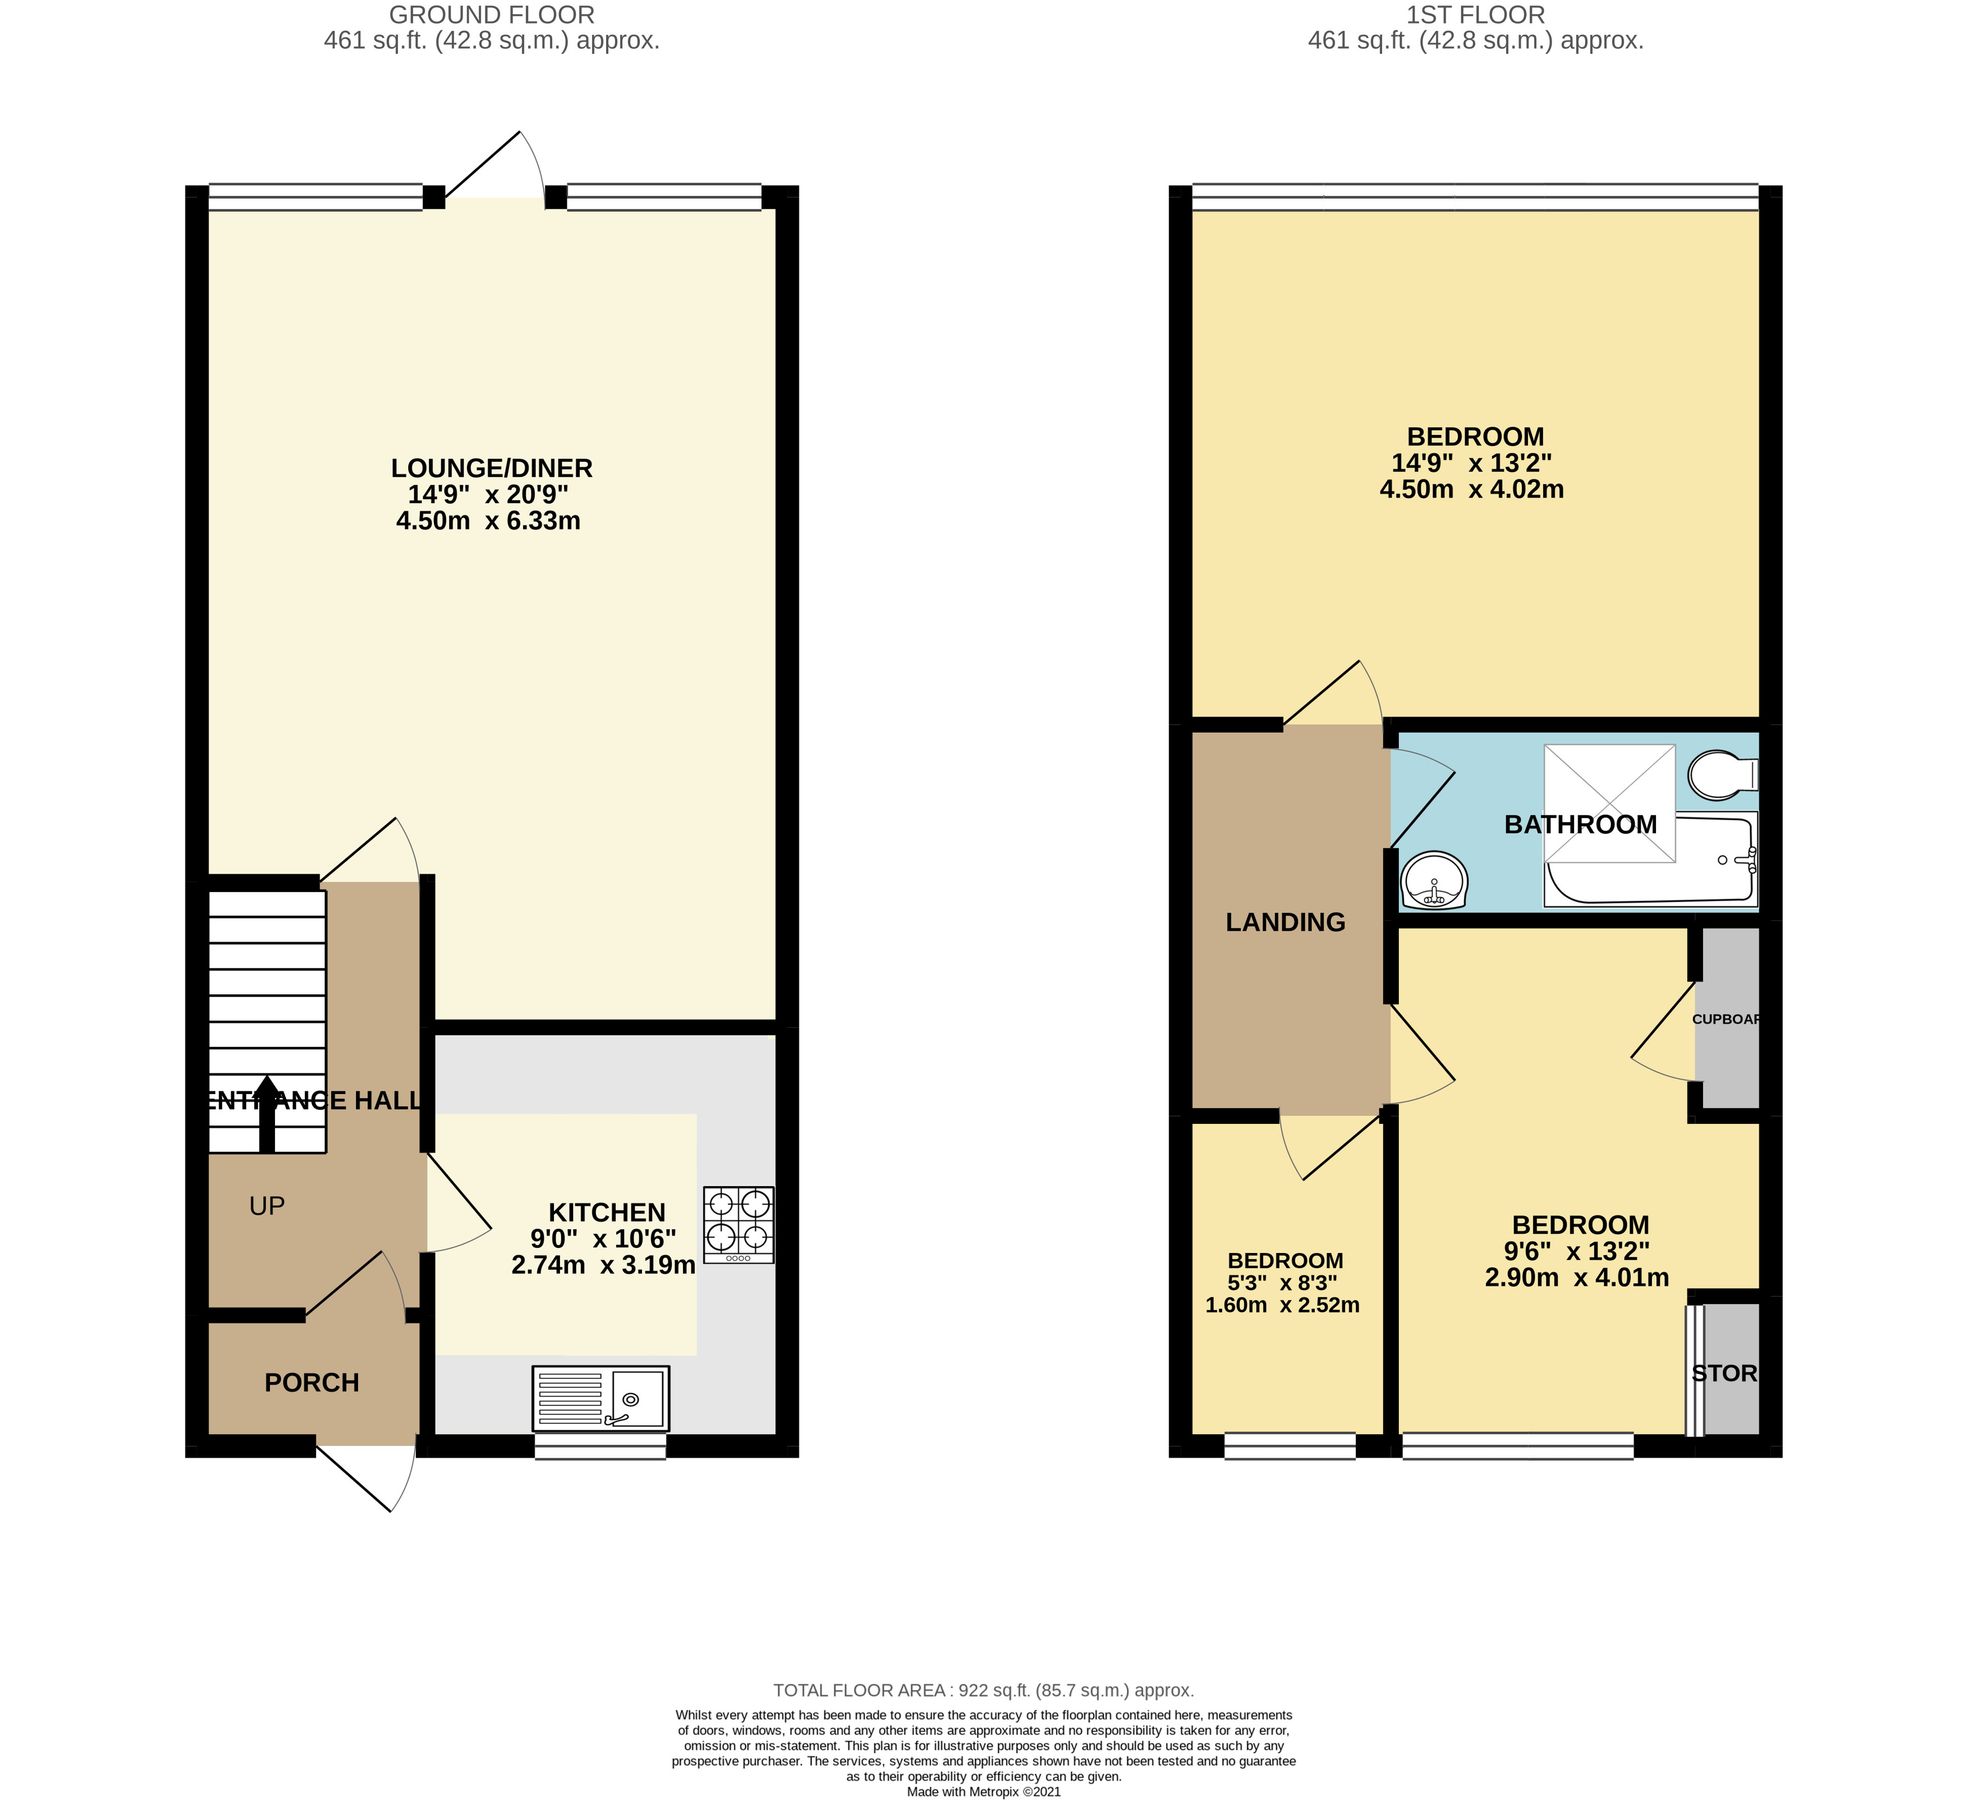 GROUND FLOOR
461 sq.ft. (42.8 sq.m.) approx.
LOUNGE/DINER
14'9" x 20'9"
4.50m x 6.33m
ENTRANCE HALL
UP
KITCHEN
9'0" x 10'6"
2.74m x 3.19m
PORCH
1ST FLOOR
461 sq.ft. (42.8 sq.m.) approx.
BEDROOM
14'9" x 13'2"
4.50m x 4.02m
BATHROOM
LANDING
CUPBOAR
BEDROOM
9'6" x 13'2"
2.90m x 4.01m
BEDROOM
5'3" x 8'3"
1.60m x 2.52m
STOR
TOTAL FLOOR AREA : 922 sq.ft. (85.7 sq.m.) approx.
Whilst every attempt has been made to ensure the accuracy of the floorplan contained here, measurements
of doors, windows, rooms and any other items are approximate and no responsibility is taken for any error,
omission or mis-statement. This plan is for illustrative purposes only and should be used as such by any
prospective purchaser. The services, systems and appliances shown have not been tested and no guarantee
as to their operability or efficiency can be given.
Made with Metropix ©2021